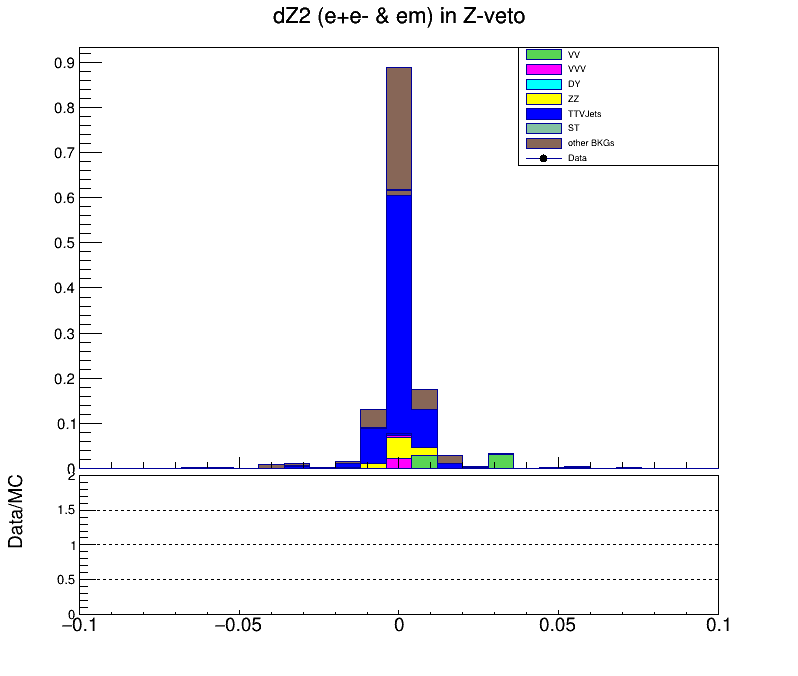 dZ2 (e+e- & em) in Z-veto
VV
VVV
DY
ZZ
TTVJets
ST
other BKGs
Data
0.9
0.8
0.7
0.6
0.5
0.4
0.3
0.2
0.1
0
Data/MC
2
1.5
1
0.5
0
−0.1 −0.05 0 0.05 0.1